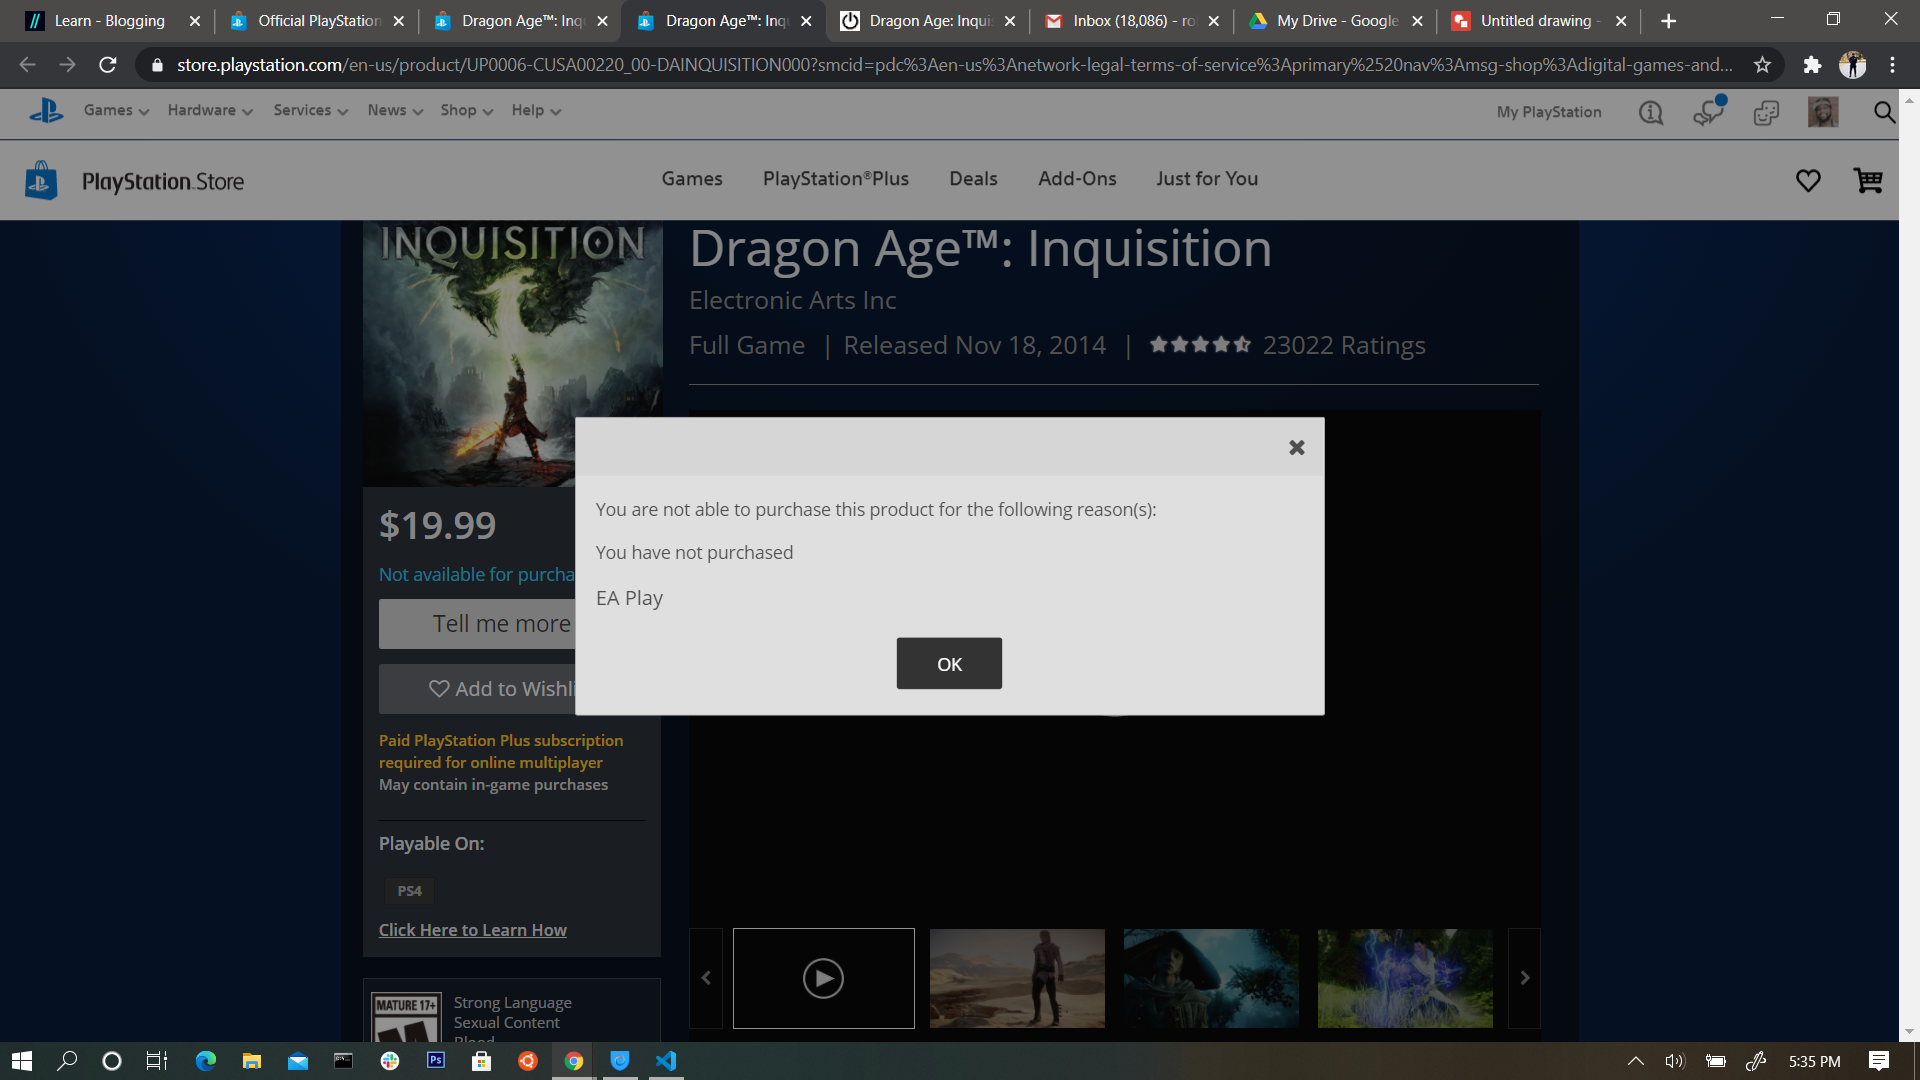 Learn - Blogging
Official PlayStation
Dragon Age™: Inq
Dragon Age™: Inq
Dragon Age: Inquis
Inbox (18,086) - ro
My Drive - Google
Untitled drawing -
store.playstation.com/en-us/product/UP0006-CUSA00220_00-DAINQUISITION000?smcid=pdc%3Aen-us%3Anetwork-legal-terms-of-service%3Aprimary%2520nav%3Amsg-shop%3Adigital-games-and...
Games Hardware Services News Shop Help
My PlayStation
PlayStation Store
Games PlayStation®Plus Deals Add-Ons Just for You
INQUISITION
Dragon Age™: Inquisition
Electronic Arts Inc
Full Game | Released Nov 18, 2014 | 23022 Ratings
You are not able to purchase this product for the following reason(s):
You have not purchased
EA Play
OK
$19.99
Not available for purcha
Tell me more
Add to Wishli
Paid PlayStation Plus subscription
required for online multiplayer
May contain in-game purchases
Playable On:
PS4
Click Here to Learn How
MATURE 17+
Strong Language
Sexual Content
Blood
Ps
5:35 PM